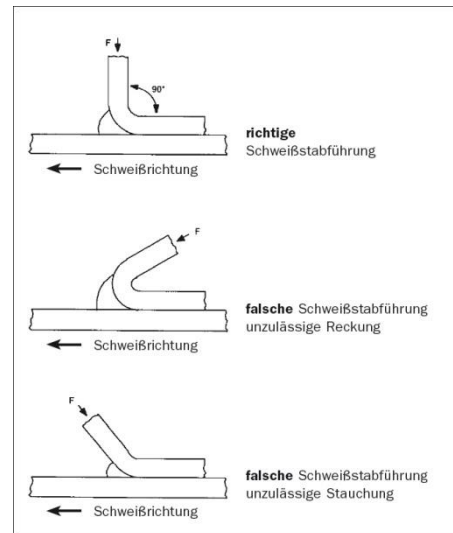 F
90°
richtige
Schweißstabführung
Schweißrichtung
F
falsche Schweißstabführung
unzulässige Reckung
Schweißrichtung
F
falsche Schweißstabführung
unzulässige Stauchung
Schweißrichtung